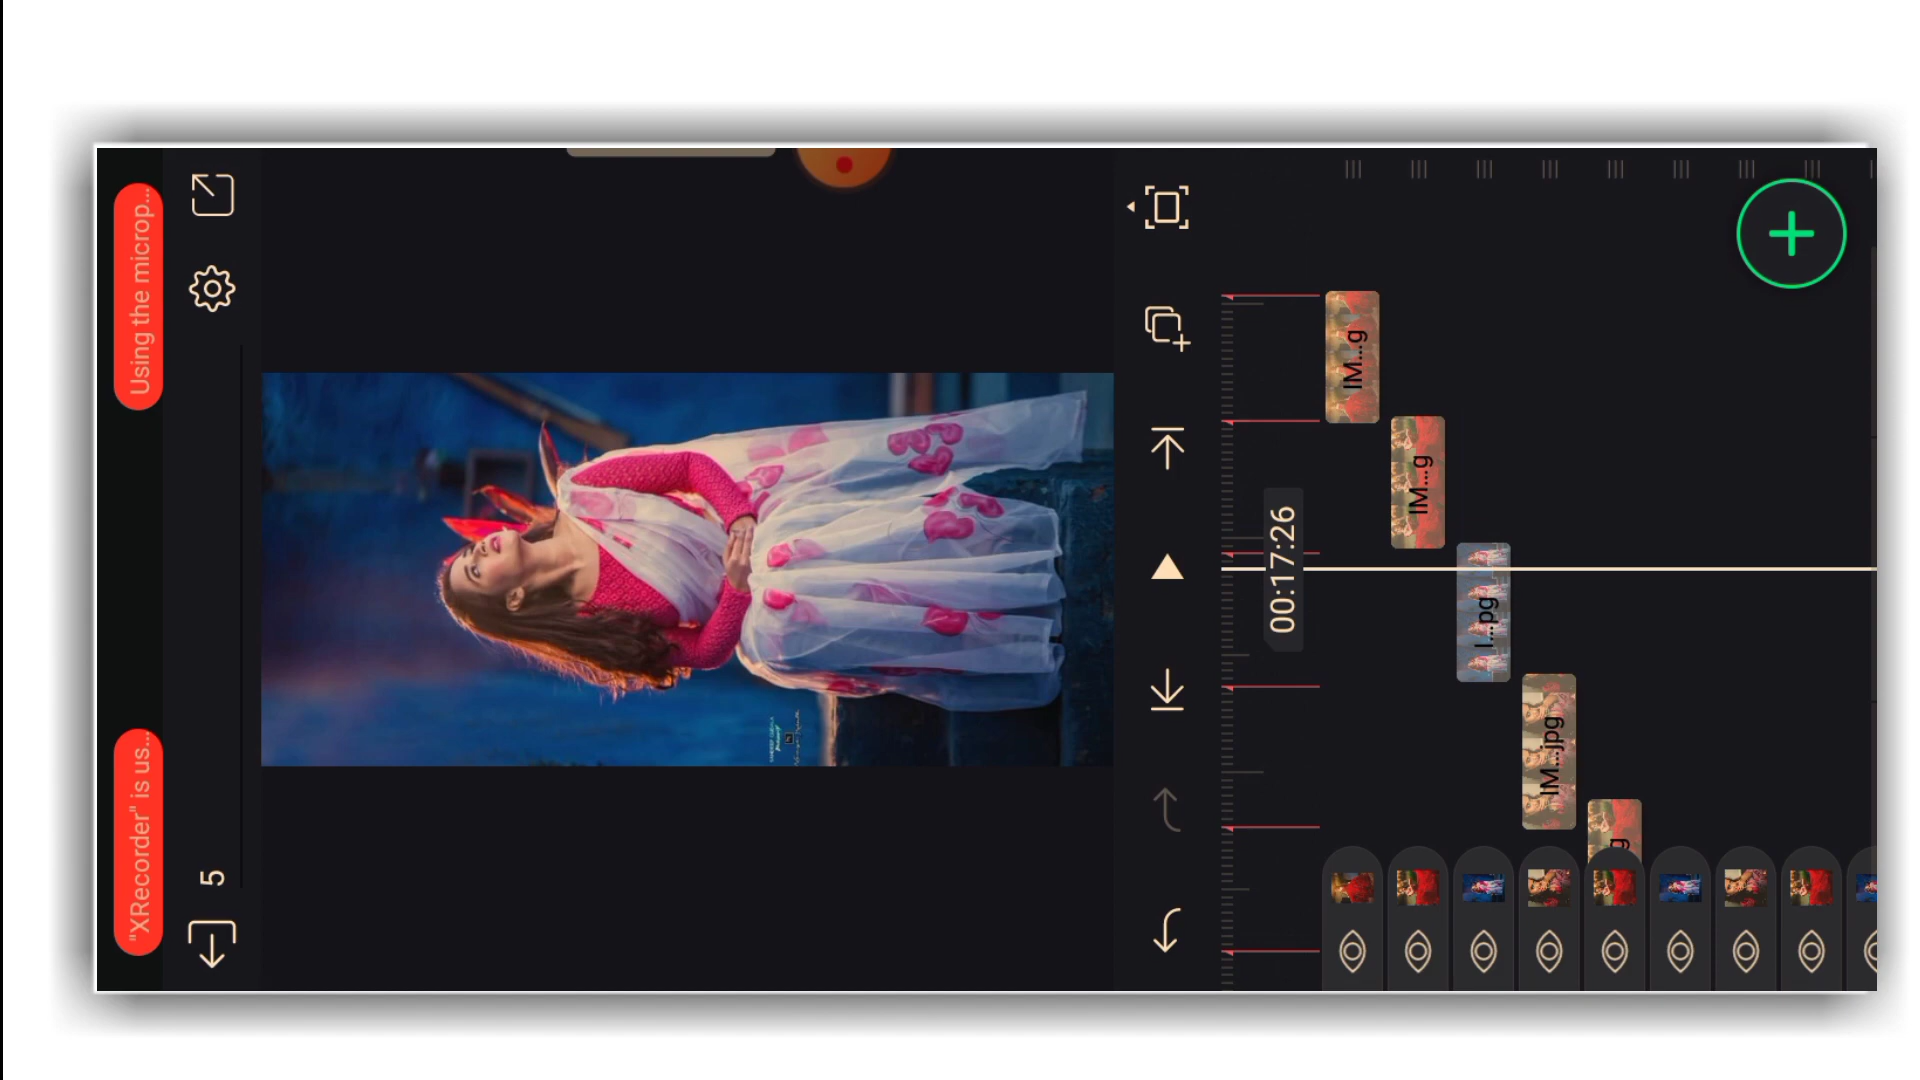 "XRecorder" is us...
Using the microp...
5
00:17:26
IM...g
IM...g
I...pg
IM...jpg
g